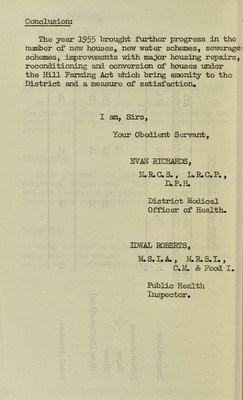 Conclusion:
The year 1955 brought further progress in the
number of new houses, new water schemes, sewerage
schemes, improvements with major housing repairs,
reconditioning and conversion of houses under
the Hill Farming Act which bring amenity to the
District and a measure of satisfaction.
I am, Sirs,
Your Obedient Servant,
EVAN RICHARDS,
M.R.C.S., L.R.C.P.,
D.P.H.
District Medical
Officer of Health.
IDWAL ROBERTS,
M.S.I.A., M.R.S.I.,
C.M. & Food I.
Public Health
Inspector.